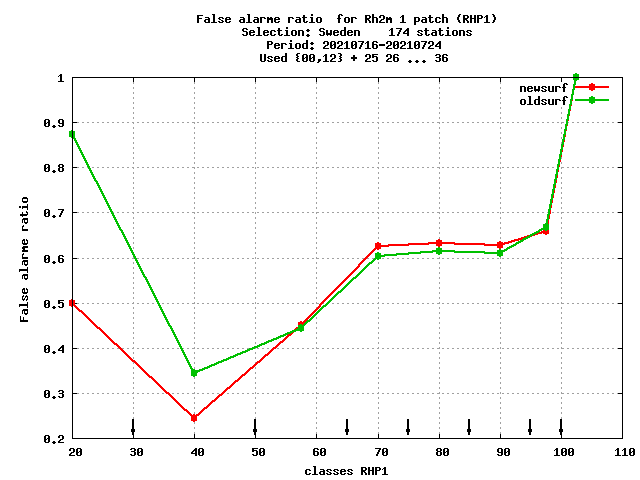 False alarme ratio  for Rh2m 1 patch (RHP1)
Selection: Sweden    174 stations
Period: 20210716-20210724
Used {00,12} + 25 26 ... 36
newsurf
oldsurf
1
0.9
0.8
0.7
0.6
0.5
0.4
0.3
0.2
False alarme ratio
20 30 40 50 60 70 80 90 100 110
classes RHP1